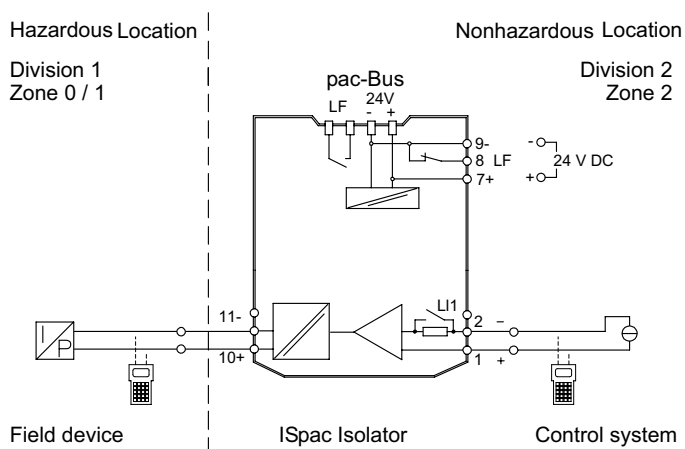 Hazardous Location
Nonhazardous Location
Division 1
Zone 0 / 1
Division 2
Zone 2
pac-Bus
LF
24V
- +
9-
8 LF
7+
-
+
24 V DC
LI1
11-
10+
2 –
1 +
I
P
Field device
ISpac Isolator
Control system